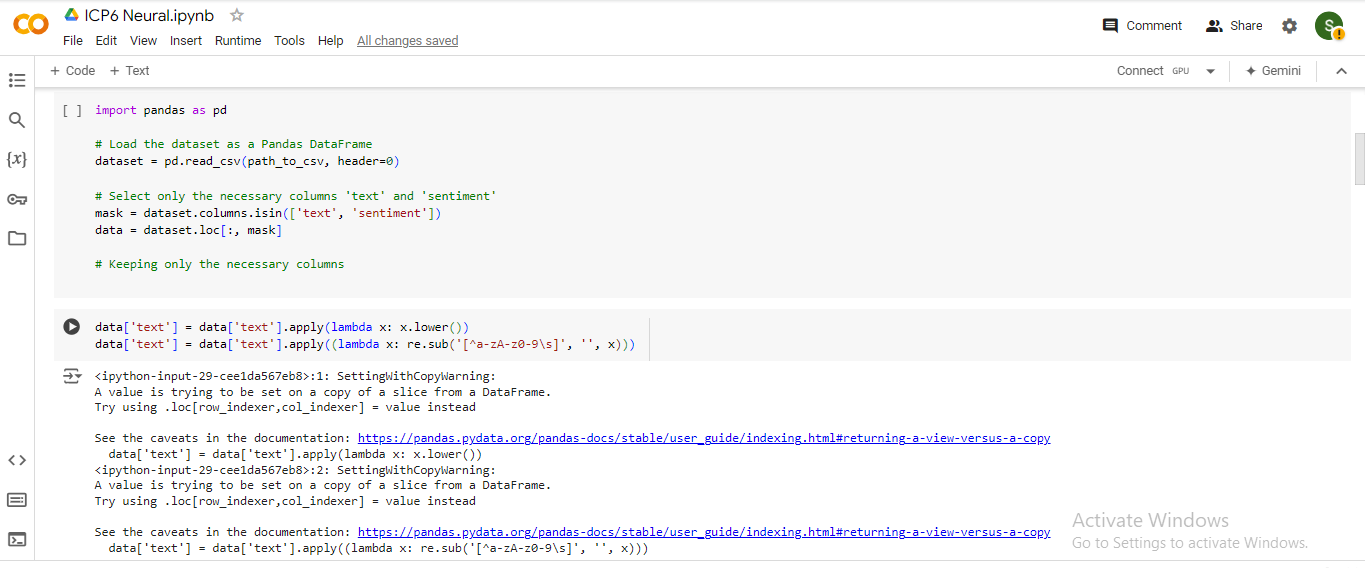 ICP6 Neural.ipynb
File Edit View Insert Runtime Tools Help All changes saved
Comment Share S
+ Code + Text
Connect GPU Gemini
[ ] import pandas as pd
# Load the dataset as a Pandas DataFrame
dataset = pd.read_csv(path_to_csv, header=0)
# Select only the necessary columns 'text' and 'sentiment'
mask = dataset.columns.isin(['text', 'sentiment'])
data = dataset.loc[:, mask]
# Keeping only the necessary columns
data['text'] = data['text'].apply(lambda x: x.lower())
data['text'] = data['text'].apply((lambda x: re.sub('[^a-zA-z0-9\s]', '', x)))
<ipython-input-29-cee1da567eb8>:1: SettingWithCopyWarning:
A value is trying to be set on a copy of a slice from a DataFrame.
Try using .loc[row_indexer,col_indexer] = value instead
See the caveats in the documentation: https://pandas.pydata.org/pandas-docs/stable/user_guide/indexing.html#returning-a-view-versus-a-copy
data['text'] = data['text'].apply(lambda x: x.lower())
<ipython-input-29-cee1da567eb8>:2: SettingWithCopyWarning:
A value is trying to be set on a copy of a slice from a DataFrame.
Try using .loc[row_indexer,col_indexer] = value instead
See the caveats in the documentation: https://pandas.pydata.org/pandas-docs/stable/user_guide/indexing.html#returning-a-view-versus-a-copy
data['text'] = data['text'].apply((lambda x: re.sub('[^a-zA-z0-9\s]', '', x)))
Activate Windows
Go to Settings to activate Windows.